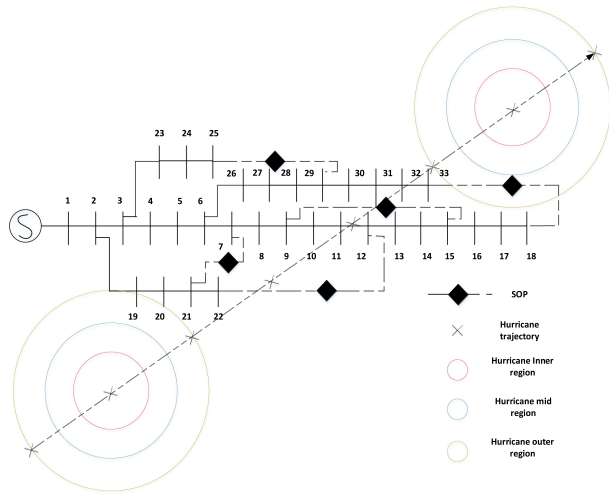 23 24 25
26 27 28 29 30 31 32 33
1 2 3 4 5 6
7 8 9 10 11 12 13 14 15 16 17 18
19 20 21 22
SOP
Hurricane
trajectory
Hurricane Inner
region
Hurricane mid
region
Hurricane outer
region